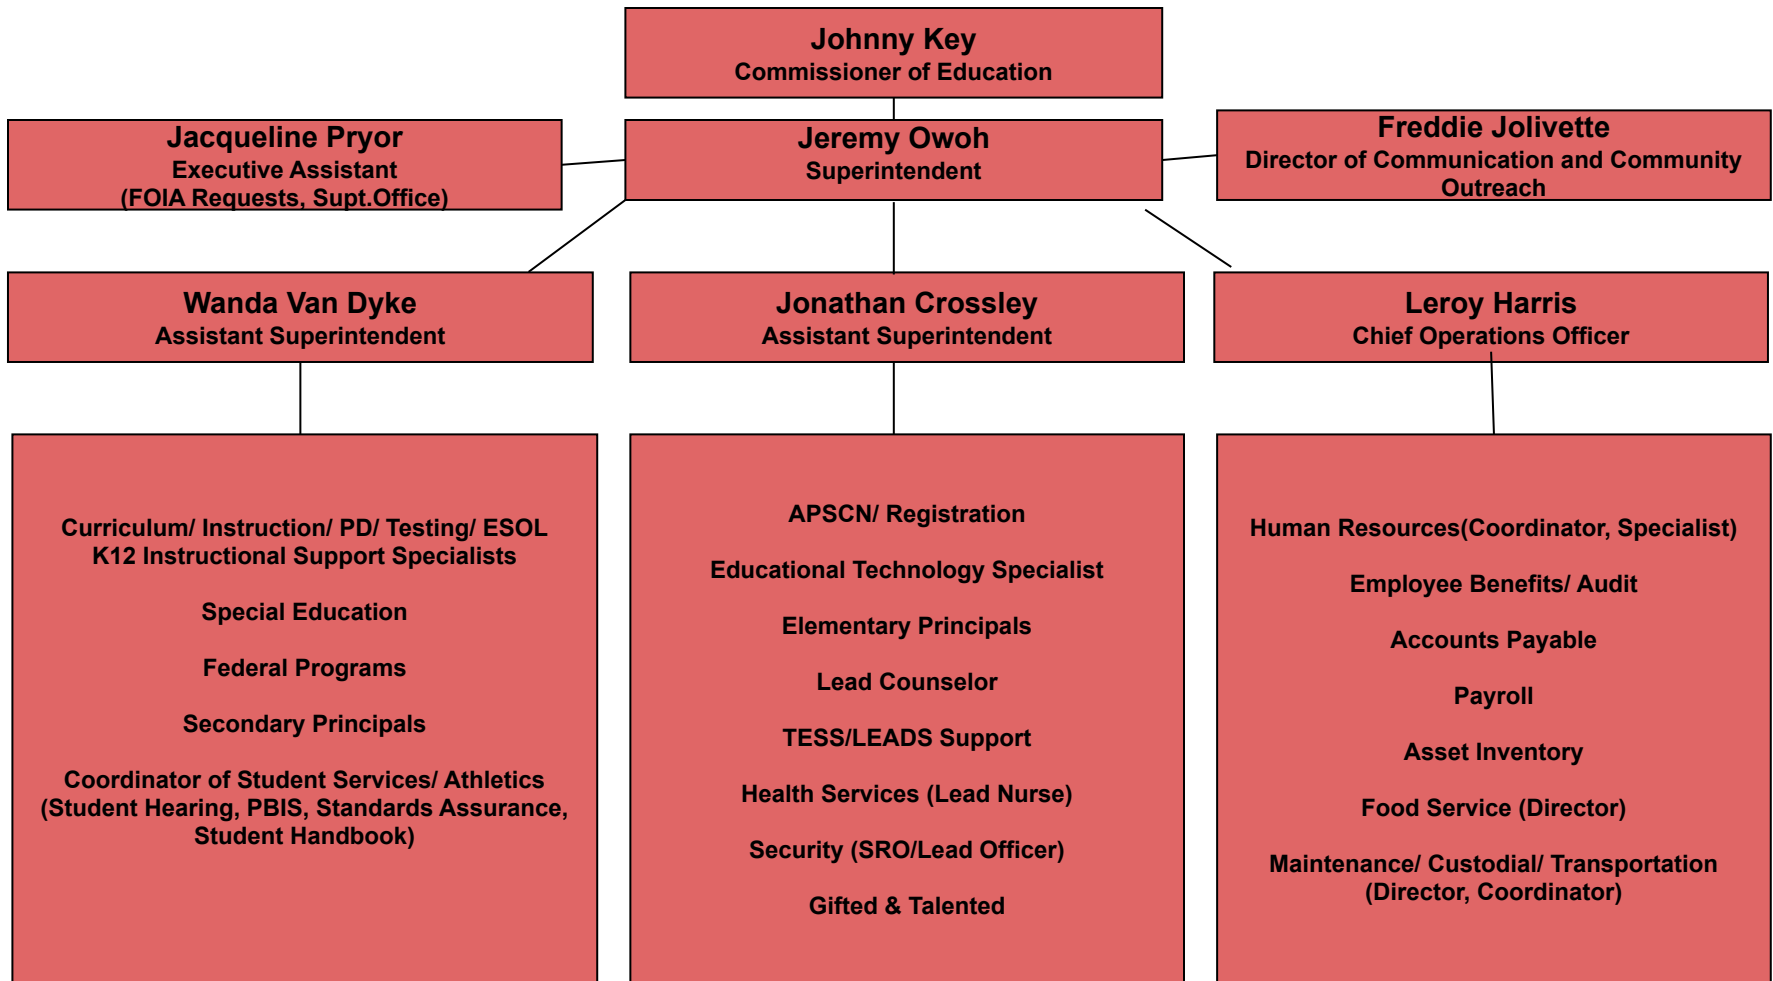 Johnny Key
Commissioner of Education
Jacqueline Pryor
Executive Assistant
(FOIA Requests, Supt.Office)
Jeremy Owoh
Superintendent
Freddie Jolivette
Director of Communication and Community
Outreach
Wanda Van Dyke
Assistant Superintendent
Jonathan Crossley
Assistant Superintendent
Leroy Harris
Chief Operations Officer
Curriculum/ Instruction/ PD/ Testing/ ESOL
K12 Instructional Support Specialists
Special Education
Federal Programs
Secondary Principals
Coordinator of Student Services/ Athletics
(Student Hearing, PBIS, Standards Assurance,
Student Handbook)
APSCN/ Registration
Educational Technology Specialist
Elementary Principals
Lead Counselor
TESS/LEADS Support
Health Services (Lead Nurse)
Security (SRO/Lead Officer)
Gifted & Talented
Human Resources(Coordinator, Specialist)
Employee Benefits/ Audit
Accounts Payable
Payroll
Asset Inventory
Food Service (Director)
Maintenance/ Custodial/ Transportation
(Director, Coordinator)